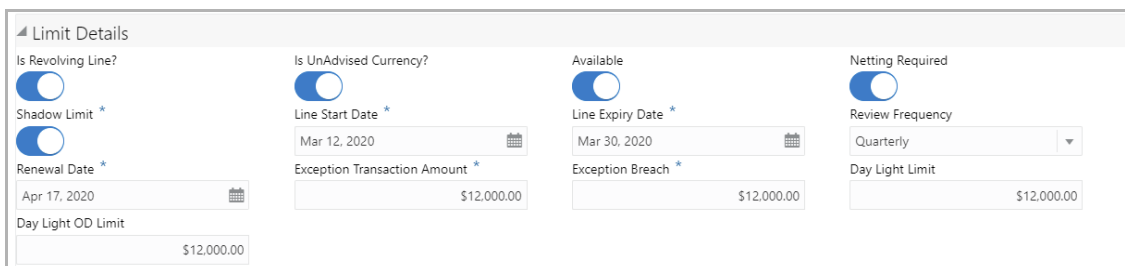 Limit Details
Is Revolving Line?
Is UnAdvised Currency?
Available
Netting Required
Shadow Limit *
Line Start Date *
Mar 12, 2020
Line Expiry Date *
Mar 30, 2020
Review Frequency
Quarterly
Renewal Date *
Apr 17, 2020
Exception Transaction Amount *
$12,000.00
Exception Breach *
$12,000.00
Day Light Limit
$12,000.00
Day Light OD Limit
$12,000.00